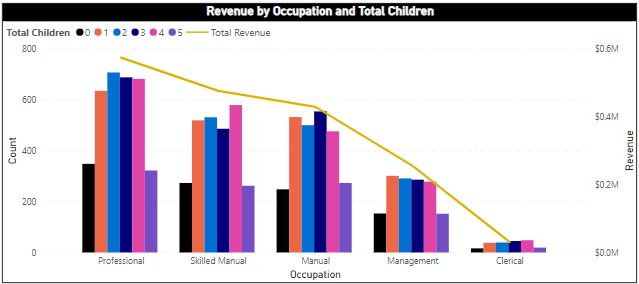 Revenue by Occupation and Total Children
Total Children 0 1 2 3 4 5 Total Revenue
800 $0.6M
600
$0.4M
400
$0.2M
200
0 $0.0M
Count
Revenue
Professional Skilled Manual Manual Management Clerical
Occupation